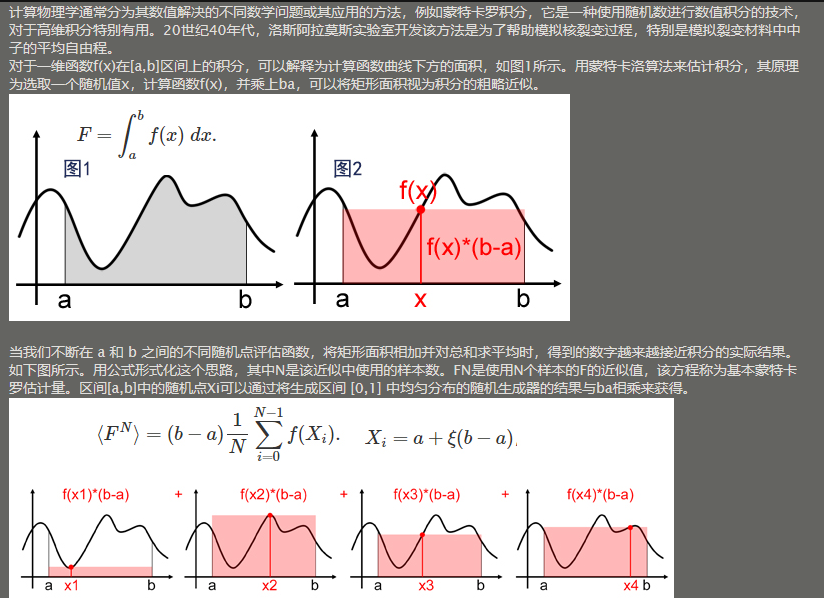 计算物理学通常分为其数值解决的不同数学问题或其应用的方法，例如蒙特卡罗积分，它是一种使用随机数进行数值积分的技术，
对于高维积分特别有用。20世纪40年代，洛斯阿拉莫斯实验室开发该方法是为了帮助模拟核裂变过程，特别是模拟裂变材料中中
子的平均自由程。
对于一维函数f(x)在[a,b]区间上的积分，可以解释为计算函数曲线下方的面积，如图1所示。用蒙特卡洛算法来估计积分，其原理
为选取一个随机值x，计算函数f(x)，并乘上ba，可以将矩形面积视为积分的粗略近似。
F = ∫_a^b f(x) dx.
图1
图2
f(x)
f(x)*(b-a)
a b
a x b
当我们不断在 a 和 b 之间的不同随机点评估函数，将矩形面积相加并对总和求平均时，得到的数字越来越接近积分的实际结果。
如下图所示。用公式形式化这个思路，其中N是该近似中使用的样本数。FN是使用N个样本的F的近似值，该方程称为基本蒙特卡
罗估计量。区间[a,b]中的随机点Xi可以通过将生成区间 [0,1] 中均匀分布的随机生成器的结果与ba相乘来获得。
⟨F^N⟩ = (b − a) 1/N ∑_{i=0}^{N−1} f(X_i). X_i = a + ξ(b − a).
f(x1)*(b-a) + f(x2)*(b-a) + f(x3)*(b-a) + f(x4)*(b-a)
a x1 b a x2 b a x3 b a x4 b